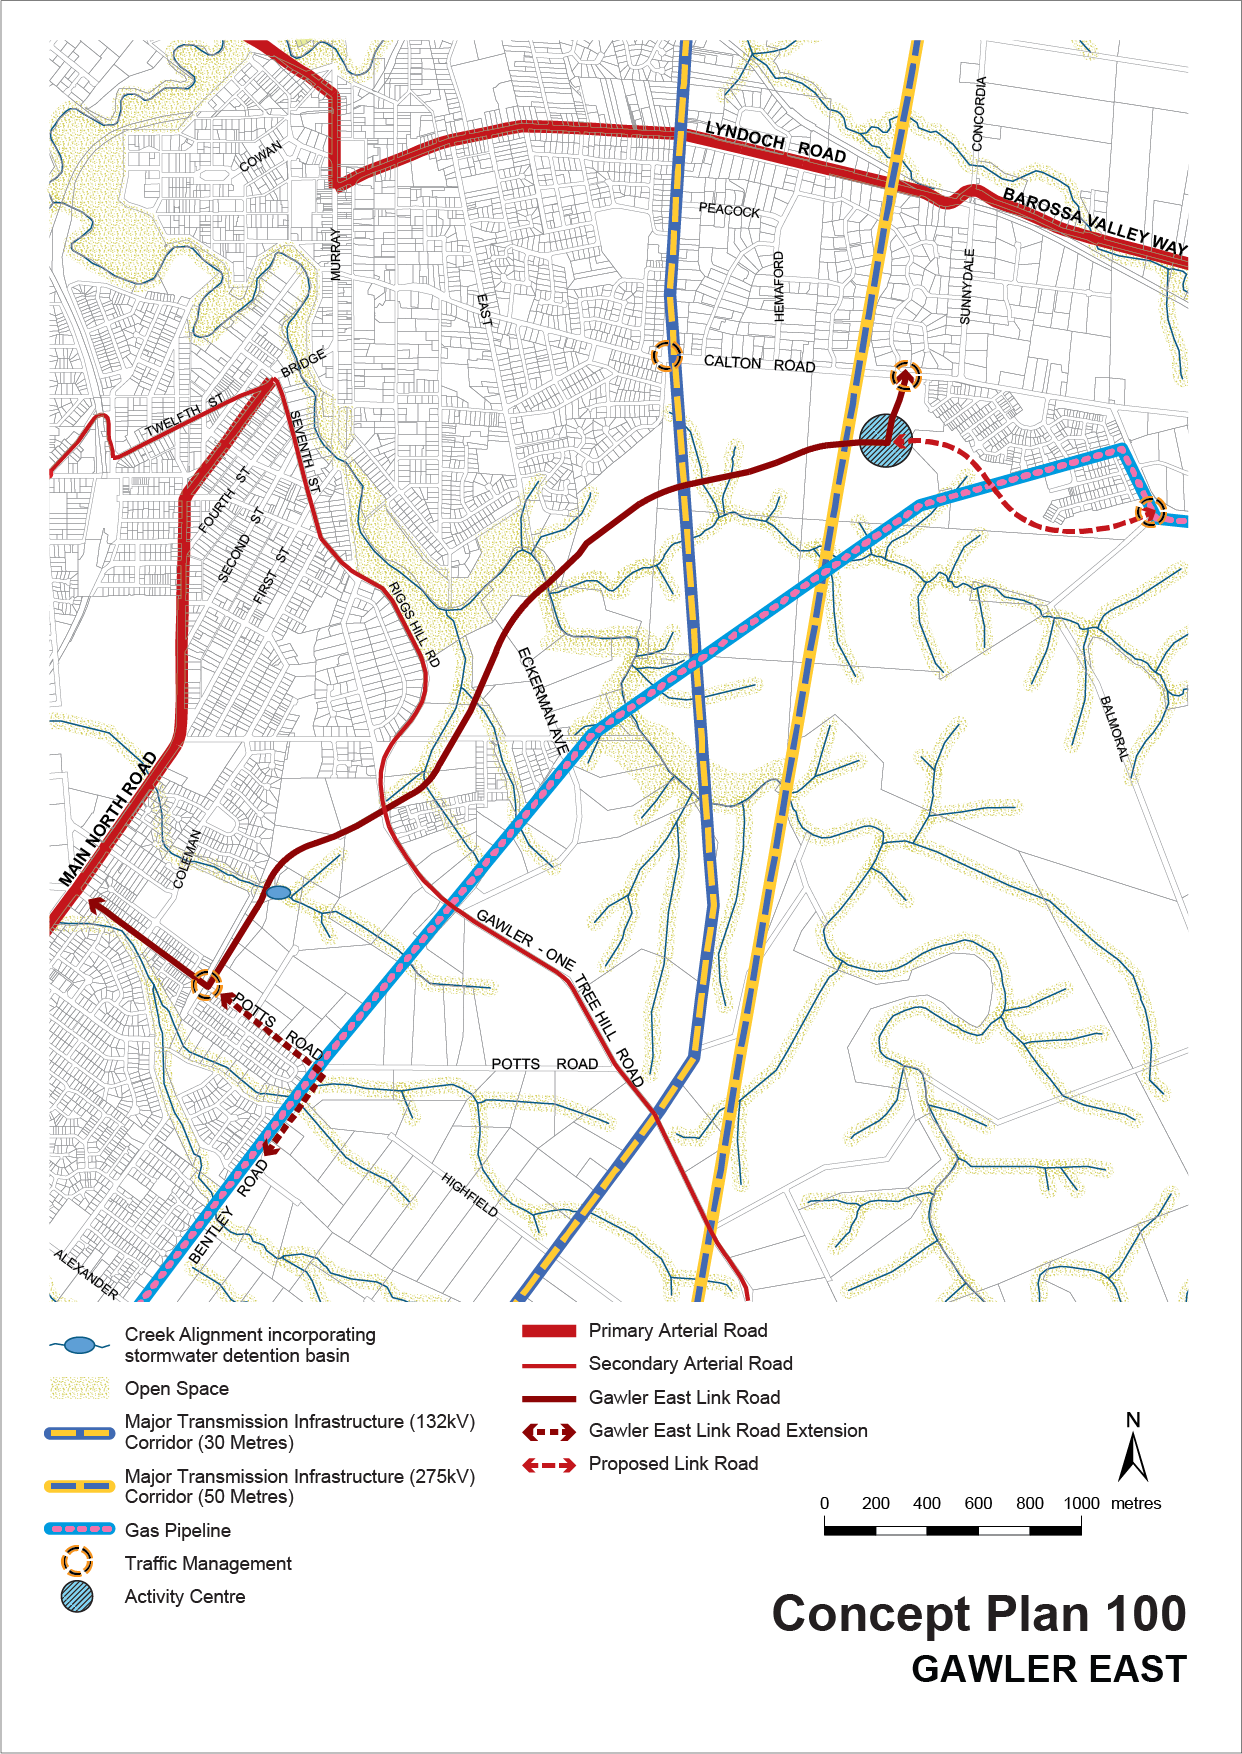 LYNDOCH ROAD
CONCORDIA
COWAN
BAROSSA VALLEY WAY
PEACOCK
MURRAY
HEMAFORD
SUNNYDALE
EAST
BRIDGE
CALTON ROAD
TWELFTH ST
SEVENTH ST
FOURTH ST
SECOND ST
FIRST ST
RIGGS HILL RD
ECKERMAN AVE
BALMORAL
MAIN NORTH ROAD
COLEMAN
GAWLER - ONE TREE HILL ROAD
POTTS ROAD
POTTS ROAD
HIGHFIELD
BENTLEY ROAD
ALEXANDER
Creek Alignment incorporating
stormwater detention basin
Open Space
Major Transmission Infrastructure (132kV)
Corridor (30 Metres)
Major Transmission Infrastructure (275kV)
Corridor (50 Metres)
Gas Pipeline
Traffic Management
Activity Centre
Primary Arterial Road
Secondary Arterial Road
Gawler East Link Road
Gawler East Link Road Extension
Proposed Link Road
N
0 200 400 600 800 1000 metres
Concept Plan 100
GAWLER EAST